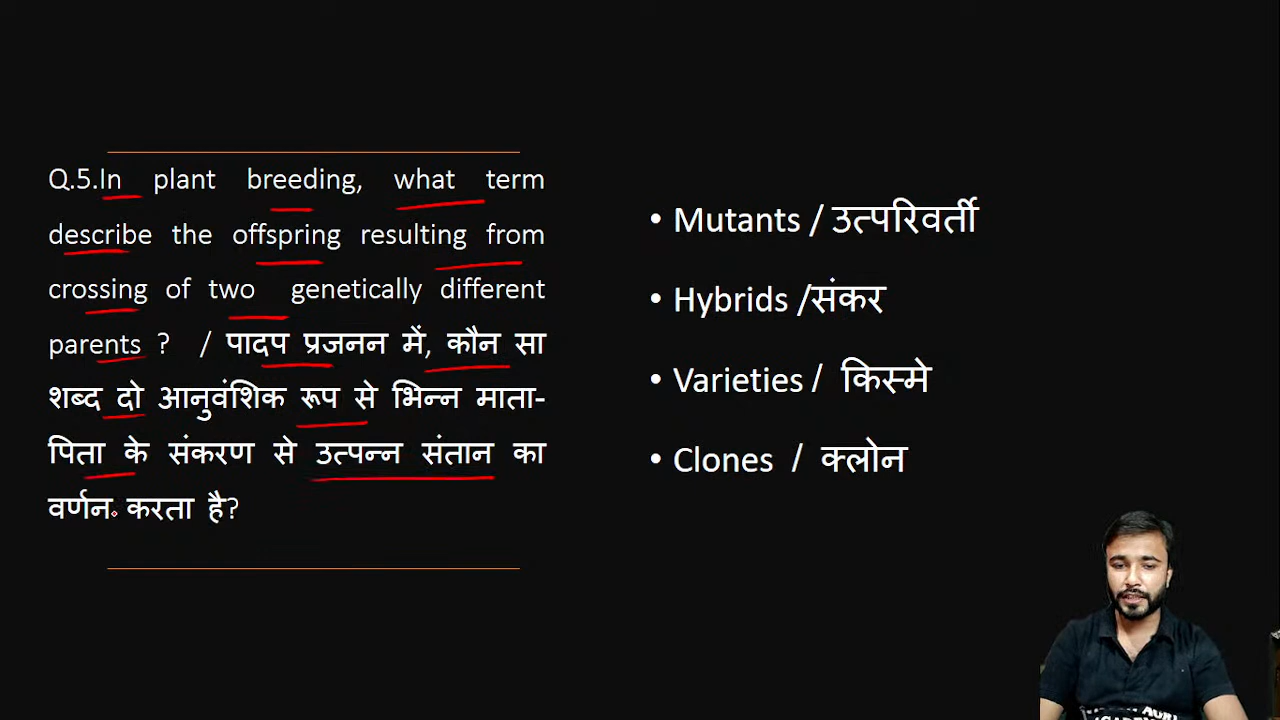 Q.5.In plant breeding, what term
describe the offspring resulting from
crossing of two genetically different
parents ? / पादप प्रजनन में, कौन सा
शब्द दो आनुवंशिक रूप से भिन्न माता-
पिता के संकरण से उत्पन्न संतान का
वर्णन करता है?
• Mutants / उत्परिवर्ती
• Hybrids /संकर
• Varieties / किस्मे
• Clones / क्लोन